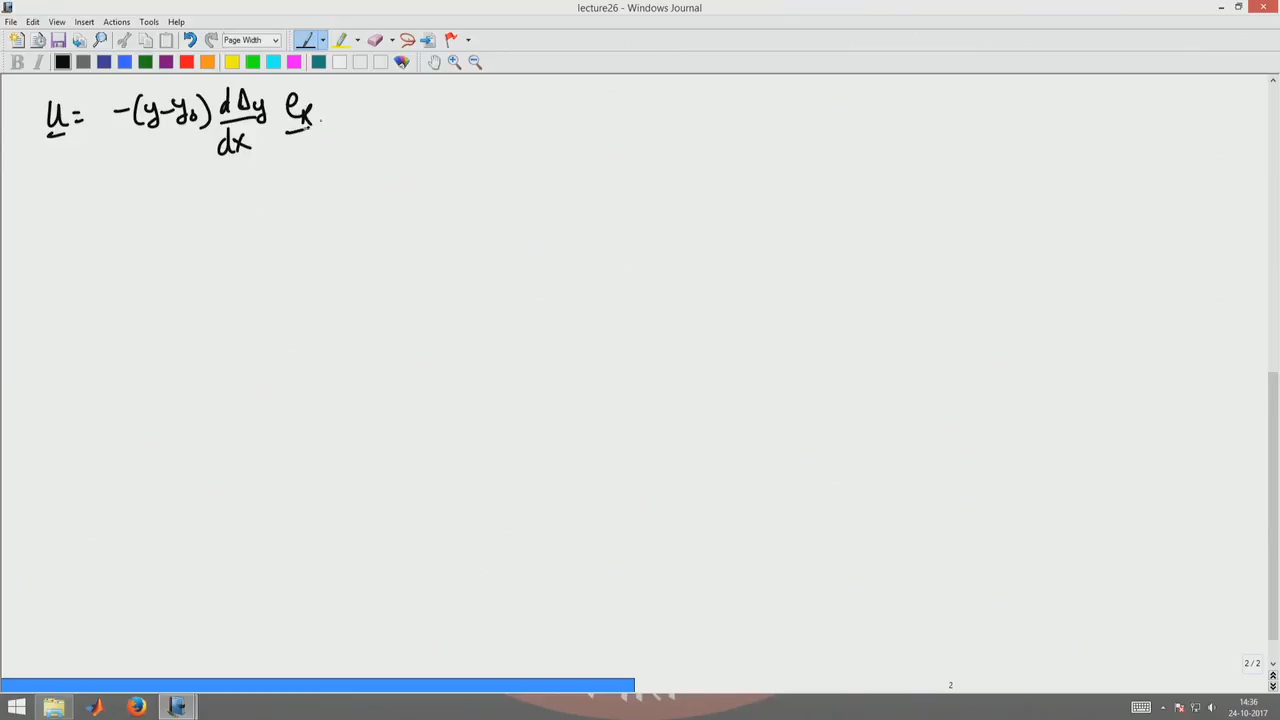 lecture26 - Windows Journal
File Edit View Insert Actions Tools Help
Page Width
B I
u = -(y-y₀) dΔy/dx eₓ
2 / 2
2
14:36
24-10-2017